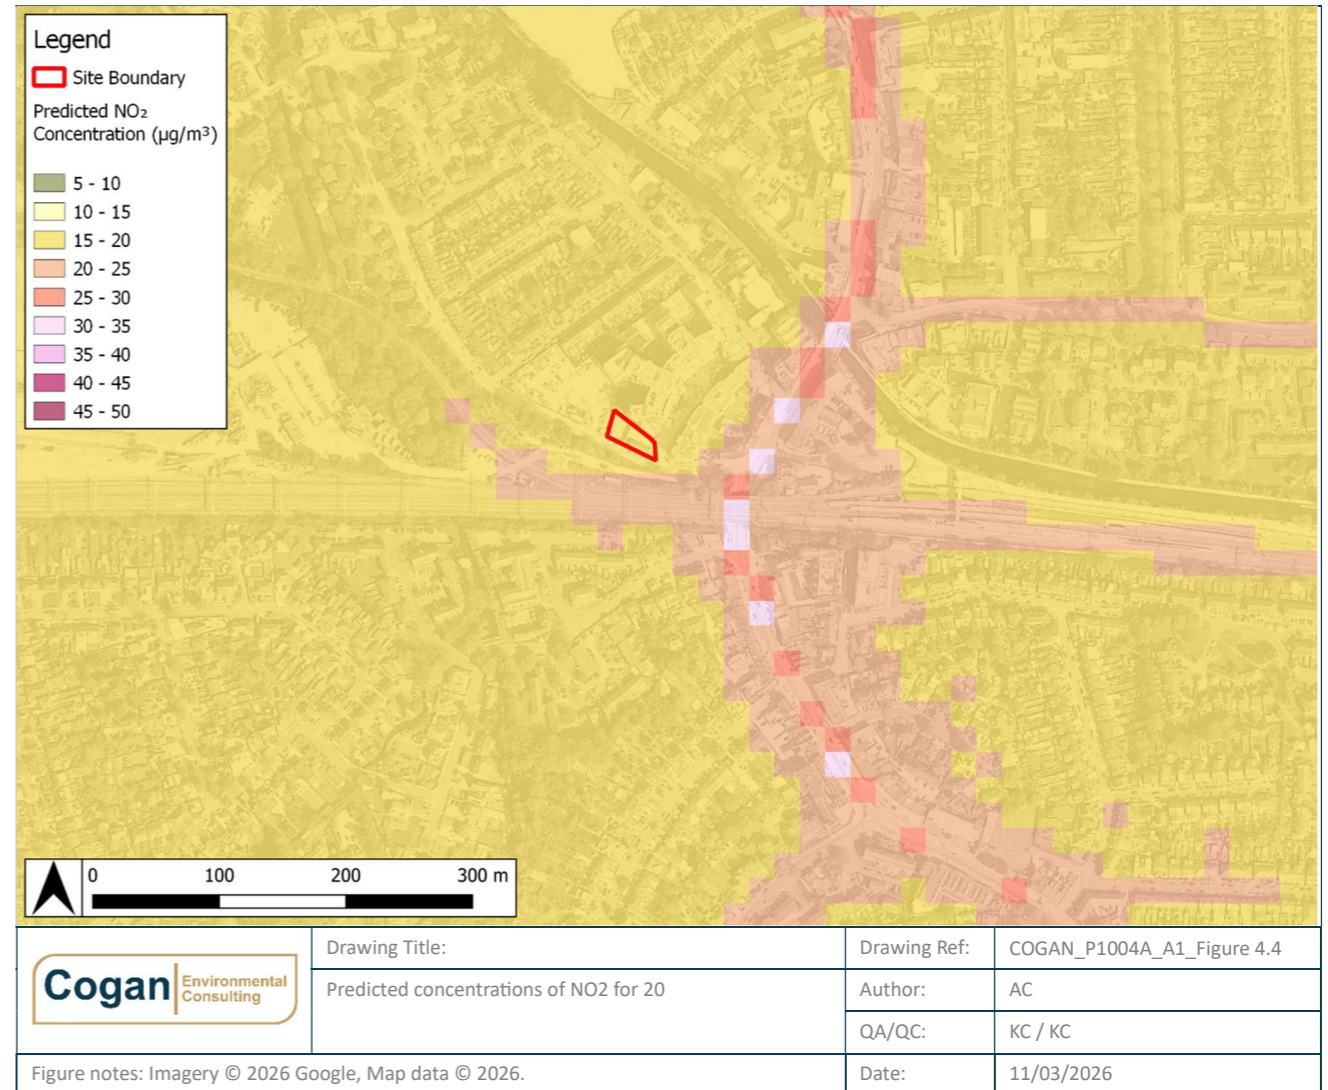 Legend
Site Boundary
Predicted NO₂
Concentration (µg/m³)
5 - 10
10 - 15
15 - 20
20 - 25
25 - 30
30 - 35
35 - 40
40 - 45
45 - 50
0 100 200 300 m
Cogan Environmental
Consulting
Drawing Title:
Predicted concentrations of NO2 for 20
Drawing Ref: COGAN_P1004A_A1_Figure 4.4
Author: AC
QA/QC: KC / KC
Figure notes: Imagery © 2026 Google, Map data © 2026.
Date: 11/03/2026